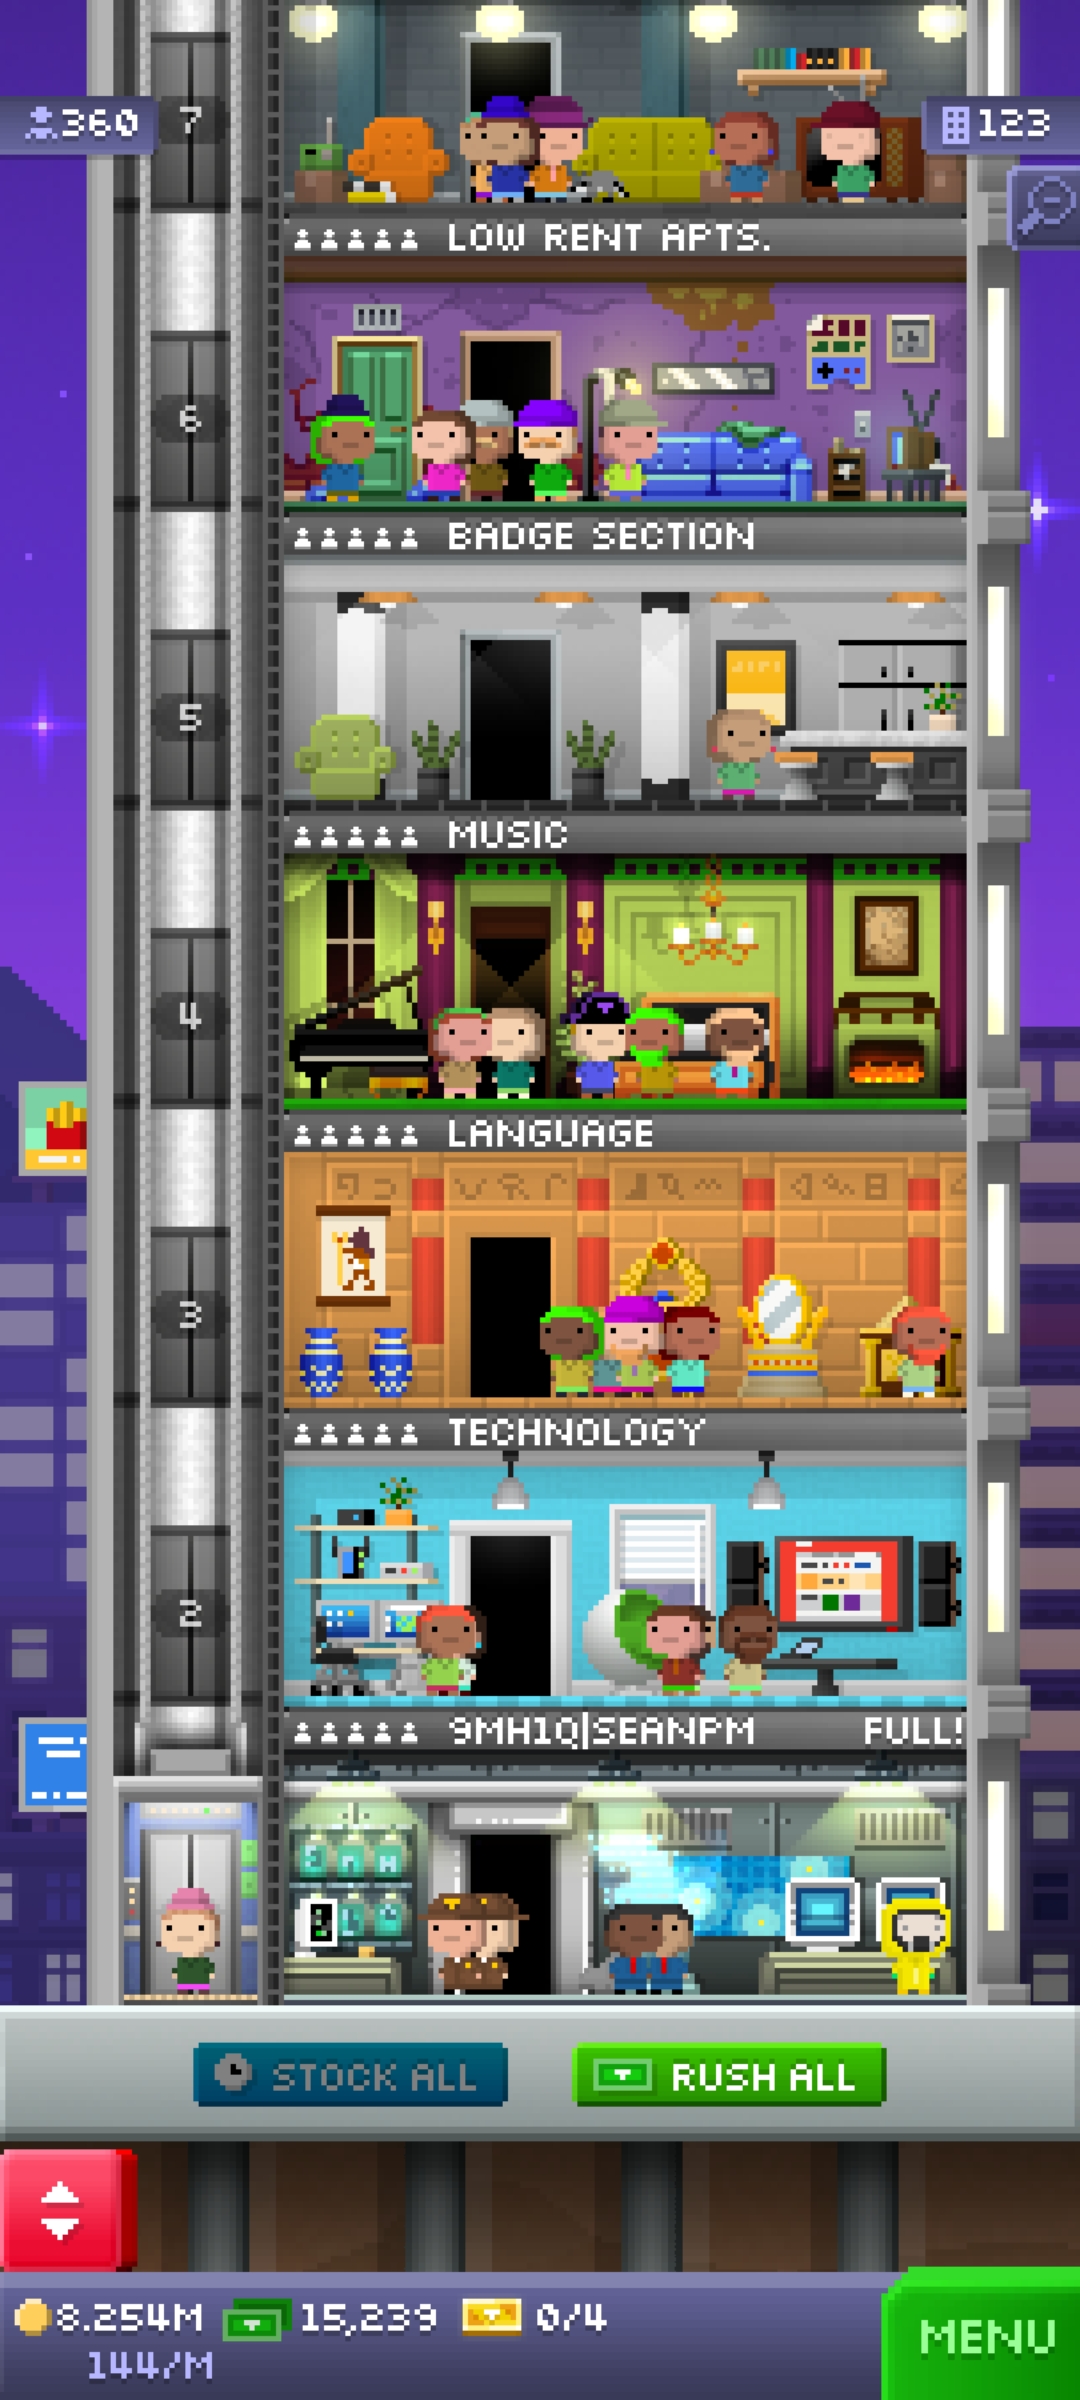 360
7
123
LOW RENT APTS.
6
BADGE SECTION
5
MUSIC
4
LANGUAGE
3
TECHNOLOGY
2
9MH1Q|SEANPM FULL!
STOCK ALL
RUSH ALL
8.254M 15,239 0/4
144/M
MENU